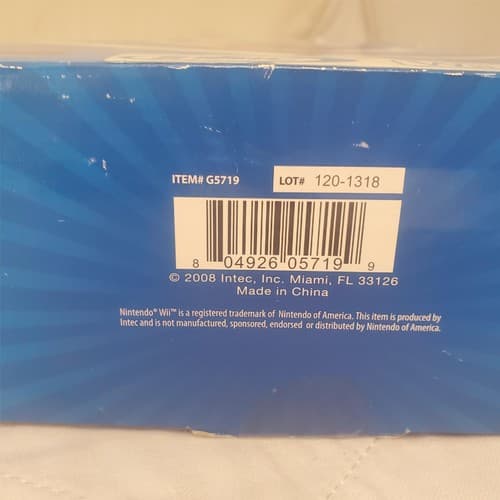 ITEM# G5719
LOT# 120-1318
8 04926 05719 9
© 2008 Intec, Inc. Miami, FL 33126
Made in China
Nintendo® Wii™ is a registered trademark of Nintendo of America. This item is produced by
Intec and is not manufactured, sponsored, endorsed or distributed by Nintendo of America.